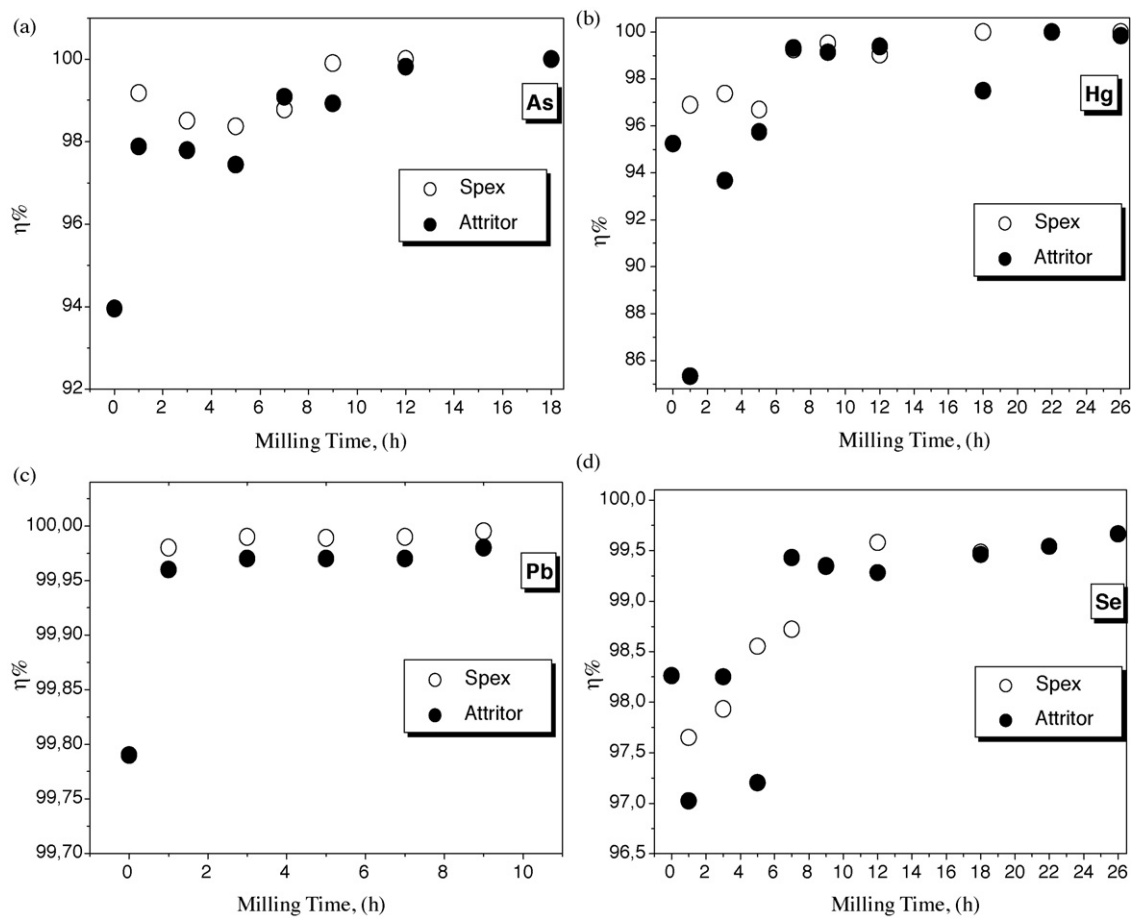 (a)
100
98
96
94
92
η%
As
Spex
Attritor
0 2 4 6 8 10 12 14 16 18
Milling Time, (h)
(b)
100
98
96
94
92
90
88
86
η%
Hg
Spex
Attritor
0 2 4 6 8 10 12 14 16 18 20 22 24 26
Milling Time, (h)
(c)
100,00
99,95
99,90
99,85
99,80
99,75
99,70
η%
Pb
Spex
Attritor
0 2 4 6 8 10
Milling Time, (h)
(d)
100,0
99,5
99,0
98,5
98,0
97,5
97,0
96,5
η%
Se
Spex
Attritor
0 2 4 6 8 10 12 14 16 18 20 22 24 26
Milling Time, (h)